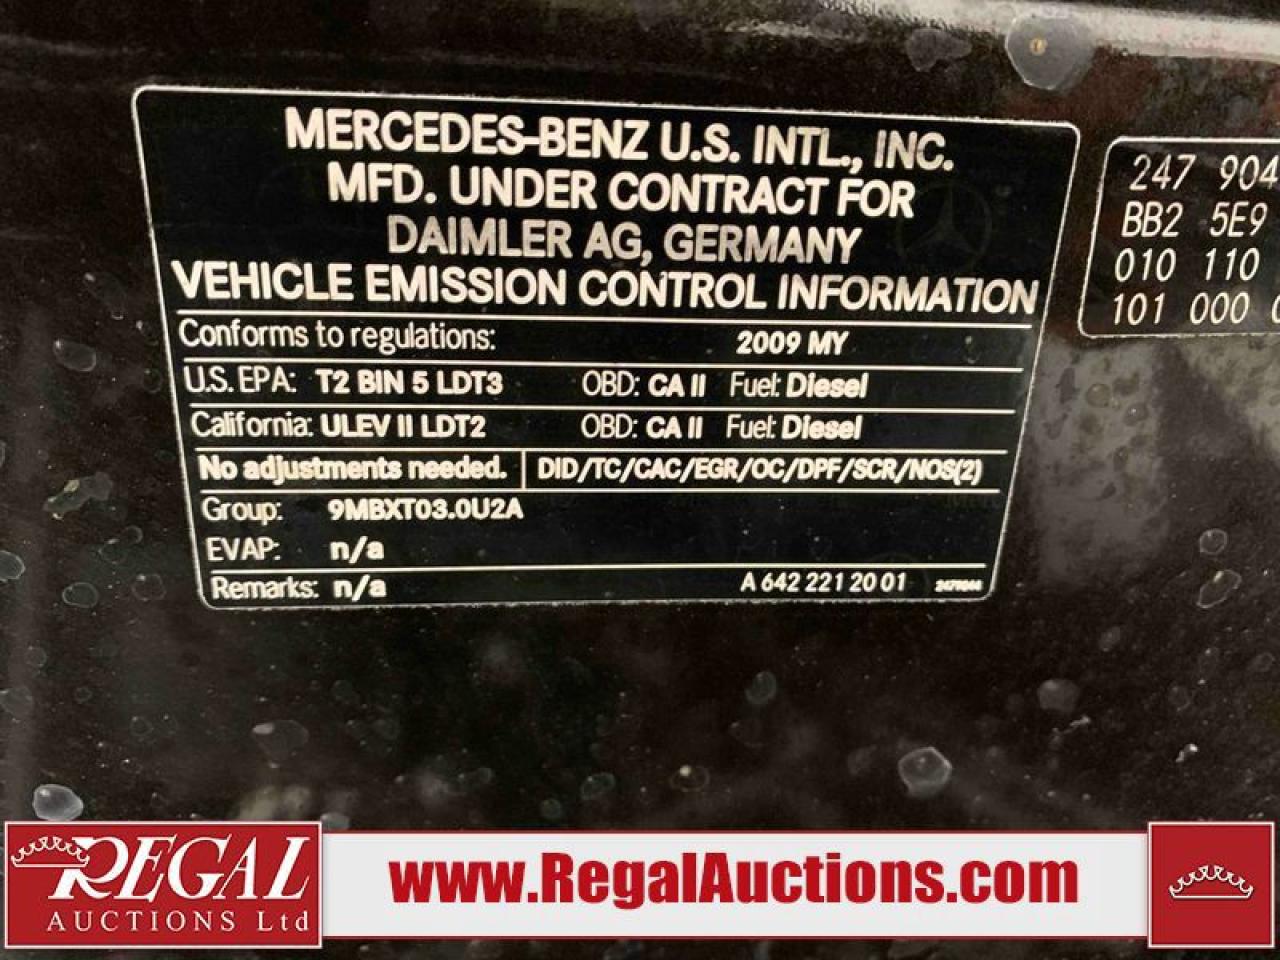 MERCEDES-BENZ U.S. INTL., INC.
MFD. UNDER CONTRACT FOR
DAIMLER AG, GERMANY
VEHICLE EMISSION CONTROL INFORMATION
Conforms to regulations: 2009 MY
U.S. EPA: T2 BIN 5 LDT3 OBD: CA II Fuel: Diesel
California: ULEV II LDT2 OBD: CA II Fuel: Diesel
No adjustments needed. DID/TC/CAC/EGR/OC/DPF/SCR/NOS(2)
Group: 9MBXT03.0U2A
EVAP: n/a
Remarks: n/a A 642 221 20 01
247 904
BB2 5E9
010 110
101 000
REGAL
AUCTIONS Ltd
www.RegalAuctions.com